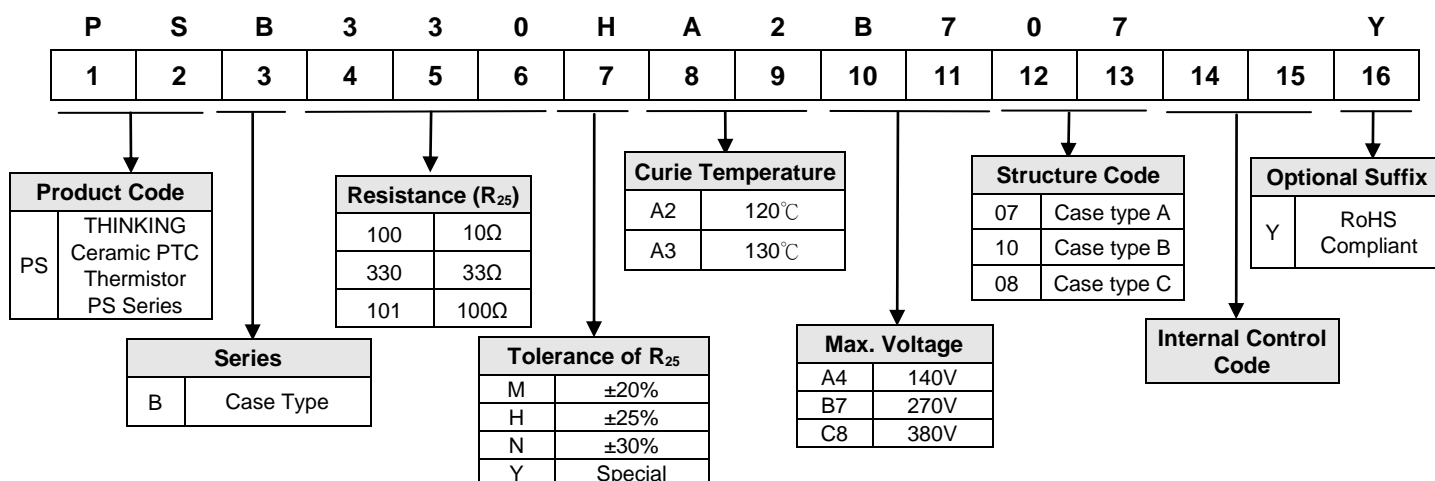 P S B 3 3 0 H A 2 B 7 0 7 Y
1 2 3 4 5 6 7 8 9 10 11 12 13 14 15 16
Product Code
PS THINKING
Ceramic PTC
Thermistor
PS Series
Series
B Case Type
Resistance (R25)
100 10Ω
330 33Ω
101 100Ω
Tolerance of R25
M ±20%
H ±25%
N ±30%
Y Special
Curie Temperature
A2 120℃
A3 130℃
Max. Voltage
A4 140V
B7 270V
C8 380V
Structure Code
07 Case type A
10 Case type B
08 Case type C
Internal Control
Code
Optional Suffix
Y RoHS
Compliant